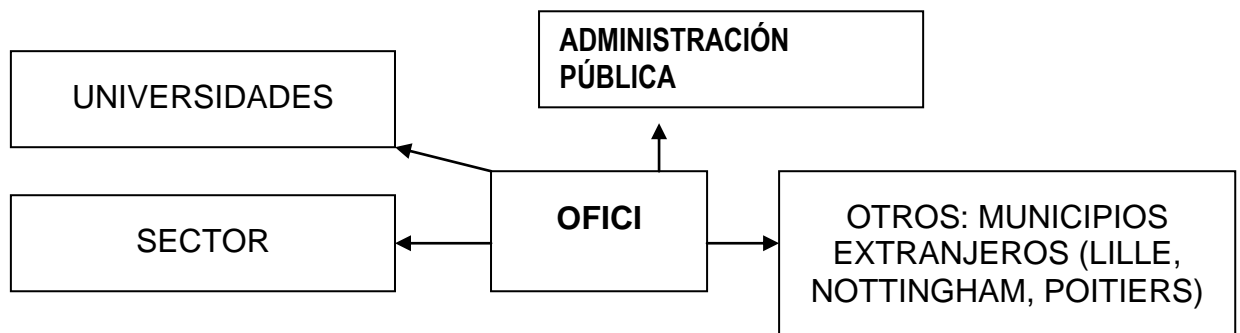 ADMINISTRACIÓN
PÚBLICA
UNIVERSIDADES
OFICI
SECTOR
OTROS: MUNICIPIOS
EXTRANJEROS (LILLE,
NOTTINGHAM, POITIERS)